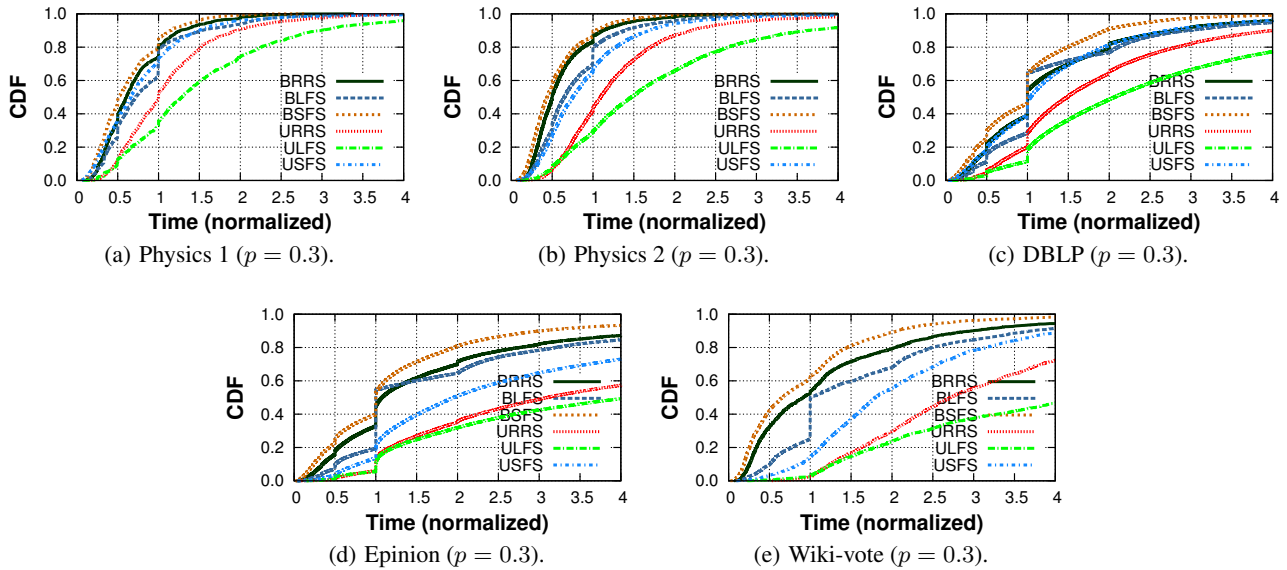 CDF
1.0
0.8
0.6
0.4
0.2
0.0
BRRS
BLFS
BSFS
URRS
ULFS
USFS
0 0.5 1 1.5 2 2.5 3 3.5 4
Time (normalized)
(a) Physics 1 (p = 0.3).
CDF
1.0
0.8
0.6
0.4
0.2
0.0
BRRS
BLFS
BSFS
URRS
ULFS
USFS
0 0.5 1 1.5 2 2.5 3 3.5 4
Time (normalized)
(b) Physics 2 (p = 0.3).
CDF
1.0
0.8
0.6
0.4
0.2
0.0
BRRS
BLFS
BSFS
URRS
ULFS
USFS
0 0.5 1 1.5 2 2.5 3 3.5 4
Time (normalized)
(c) DBLP (p = 0.3).
CDF
1.0
0.8
0.6
0.4
0.2
0.0
BRRS
BLFS
BSFS
URRS
ULFS
USFS
0 0.5 1 1.5 2 2.5 3 3.5 4
Time (normalized)
(d) Epinion (p = 0.3).
CDF
1.0
0.8
0.6
0.4
0.2
0.0
BRRS
BLFS
BSFS
URRS
ULFS
USFS
0 0.5 1 1.5 2 2.5 3 3.5 4
Time (normalized)
(e) Wiki-vote (p = 0.3).